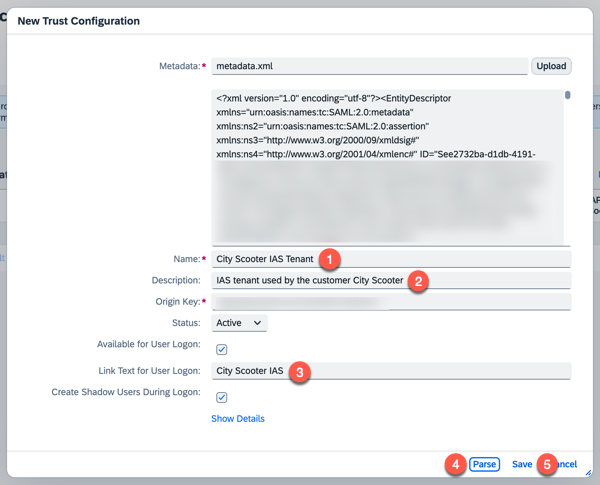 New Trust Configuration
Metadata:* metadata.xml Upload
<?xml version="1.0" encoding="utf-8"?><EntityDescriptor
xmlns="urn:oasis:names:tc:SAML:2.0:metadata"
xmlns:ns2="urn:oasis:names:tc:SAML:2.0:assertion"
xmlns:ns3="http://www.w3.org/2000/09/xmldsig#"
xmlns:ns4="http://www.w3.org/2001/04/xmlenc#" ID="See2732ba-d1db-4191-
Name:* City Scooter IAS Tenant 1
Description: IAS tenant used by the customer City Scooter 2
Origin Key:*
Status: Active
Available for User Logon:
Link Text for User Logon: City Scooter IAS 3
Create Shadow Users During Logon:
Show Details
4 Parse Save 5 ancel